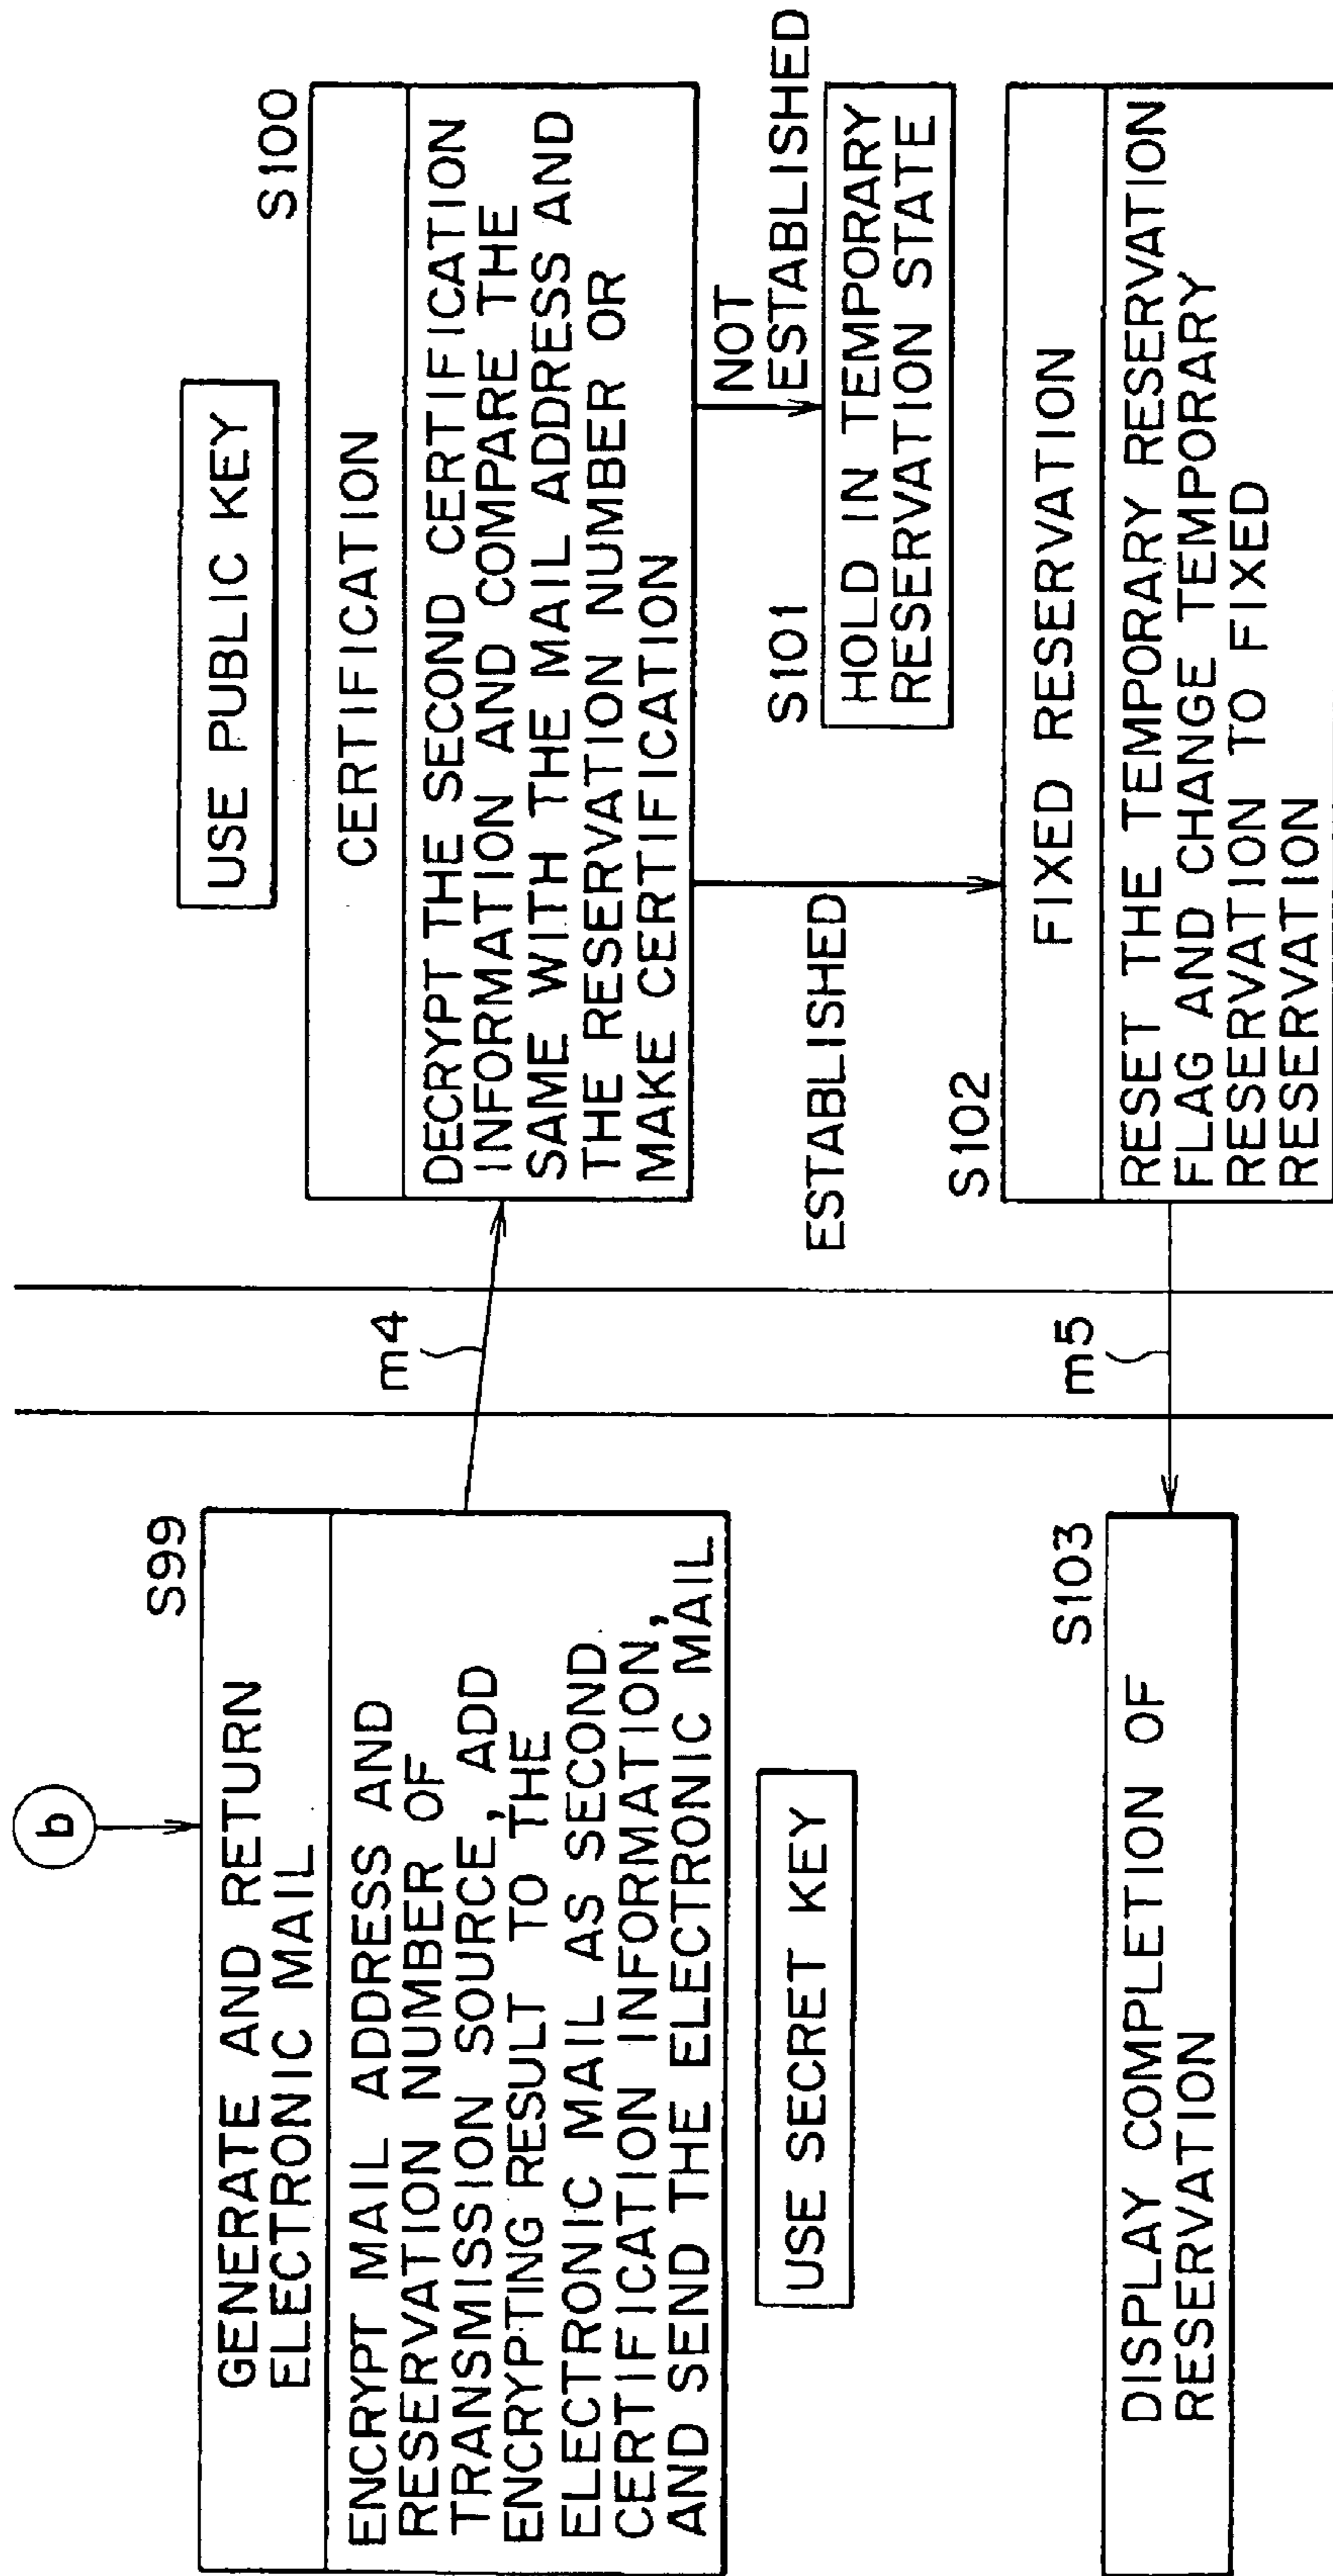 b
S99
GENERATE AND RETURN
ELECTRONIC MAIL
ENCRYPT MAIL ADDRESS AND
RESERVATION NUMBER OF
TRANSMISSION SOURCE, ADD
ENCRYPTING RESULT TO THE
ELECTRONIC MAIL AS SECOND
CERTIFICATION INFORMATION,
AND SEND THE ELECTRONIC MAIL
USE SECRET KEY
m4
USE PUBLIC KEY
S100
CERTIFICATION
DECRYPT THE SECOND CERTIFICATION
INFORMATION AND COMPARE THE
SAME WITH THE MAIL ADDRESS AND
THE RESERVATION NUMBER OR
MAKE CERTIFICATION
NOT
ESTABLISHED
S101
HOLD IN TEMPORARY
RESERVATION STATE
ESTABLISHED
S102
FIXED RESERVATION
RESET THE TEMPORARY RESERVATION
FLAG AND CHANGE TEMPORARY
RESERVATION TO FIXED
RESERVATION
m5
S103
DISPLAY COMPLETION OF
RESERVATION